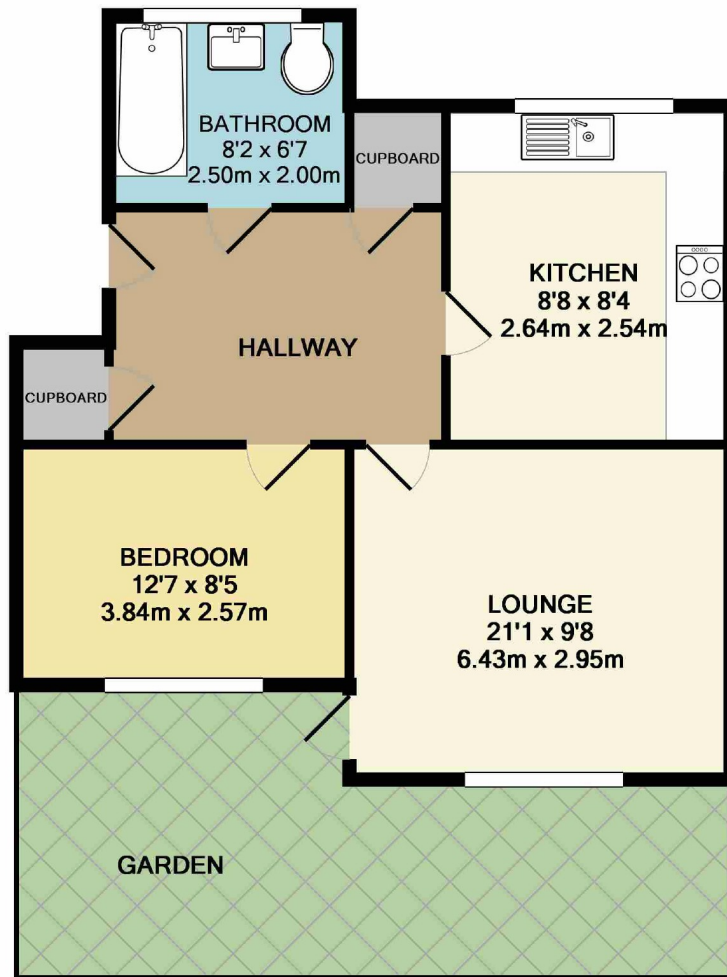 BATHROOM
8'2 x 6'7
2.50m x 2.00m
CUPBOARD
KITCHEN
8'8 x 8'4
2.64m x 2.54m
HALLWAY
CUPBOARD
BEDROOM
12'7 x 8'5
3.84m x 2.57m
LOUNGE
21'1 x 9'8
6.43m x 2.95m
GARDEN